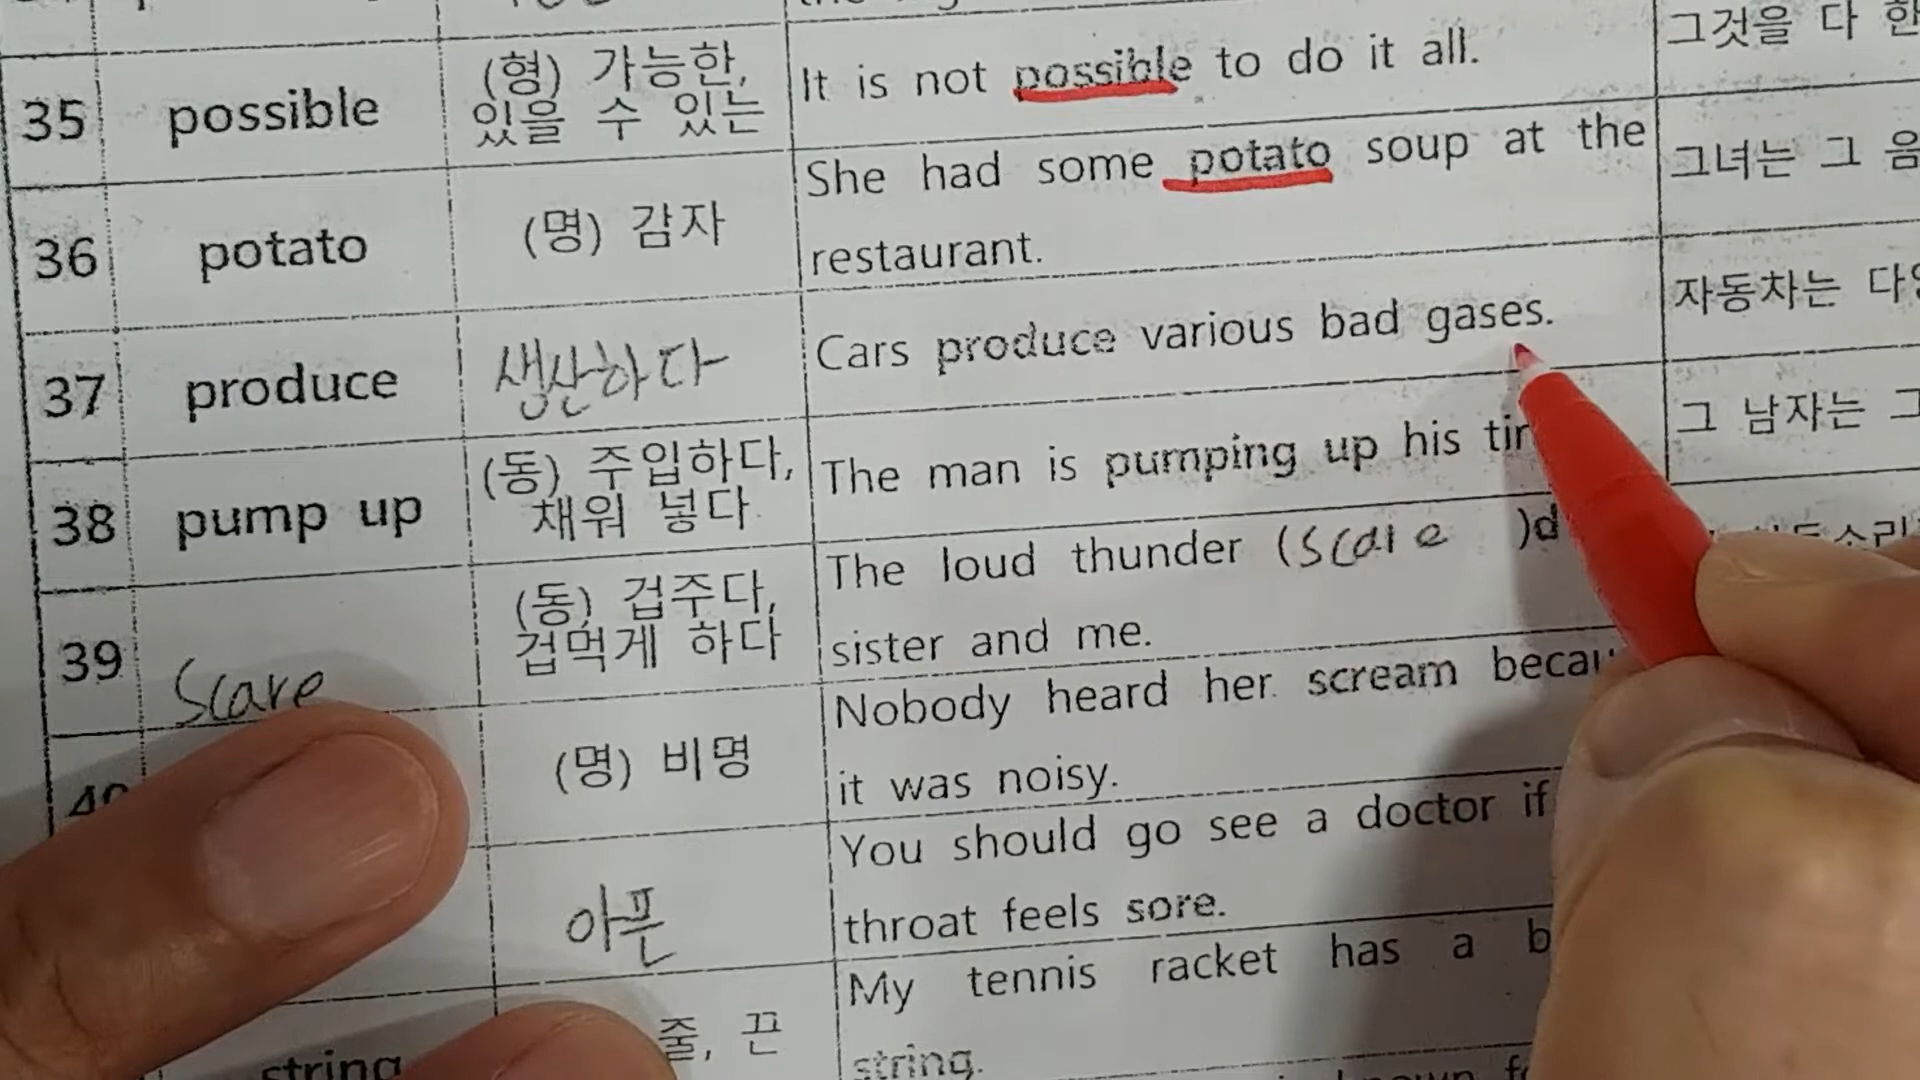 35 possible (형) 가능한, 있을 수 있는 It is not possible to do it all. 그것을 다
36 potato (명) 감자 She had some potato soup at the restaurant. 그녀는 그 음
37 produce 생산하다 Cars produce various bad gases. 자동차는
38 pump up (동) 주입하다, 채워 넣다 The man is pumping up his 그 남자는 그
39 Scare (동) 겁주다, 겁먹게 하다 The loud thunder (scare )d sister and me.
(명) 비명 Nobody heard her scream it was noisy.
아픈 You should go see a doctor if throat feels sore.
string 줄, 끈 My tennis racket has a string.